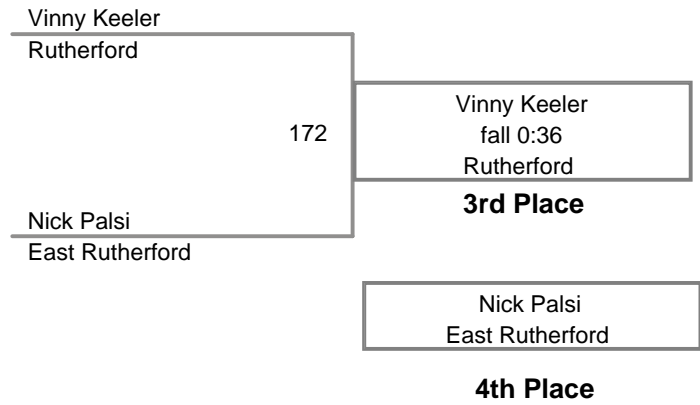 Vinny Keeler
Rutherford
172
Vinny Keeler
fall 0:36
Rutherford
3rd Place
Nick Palsi
East Rutherford
Nick Palsi
East Rutherford
4th Place